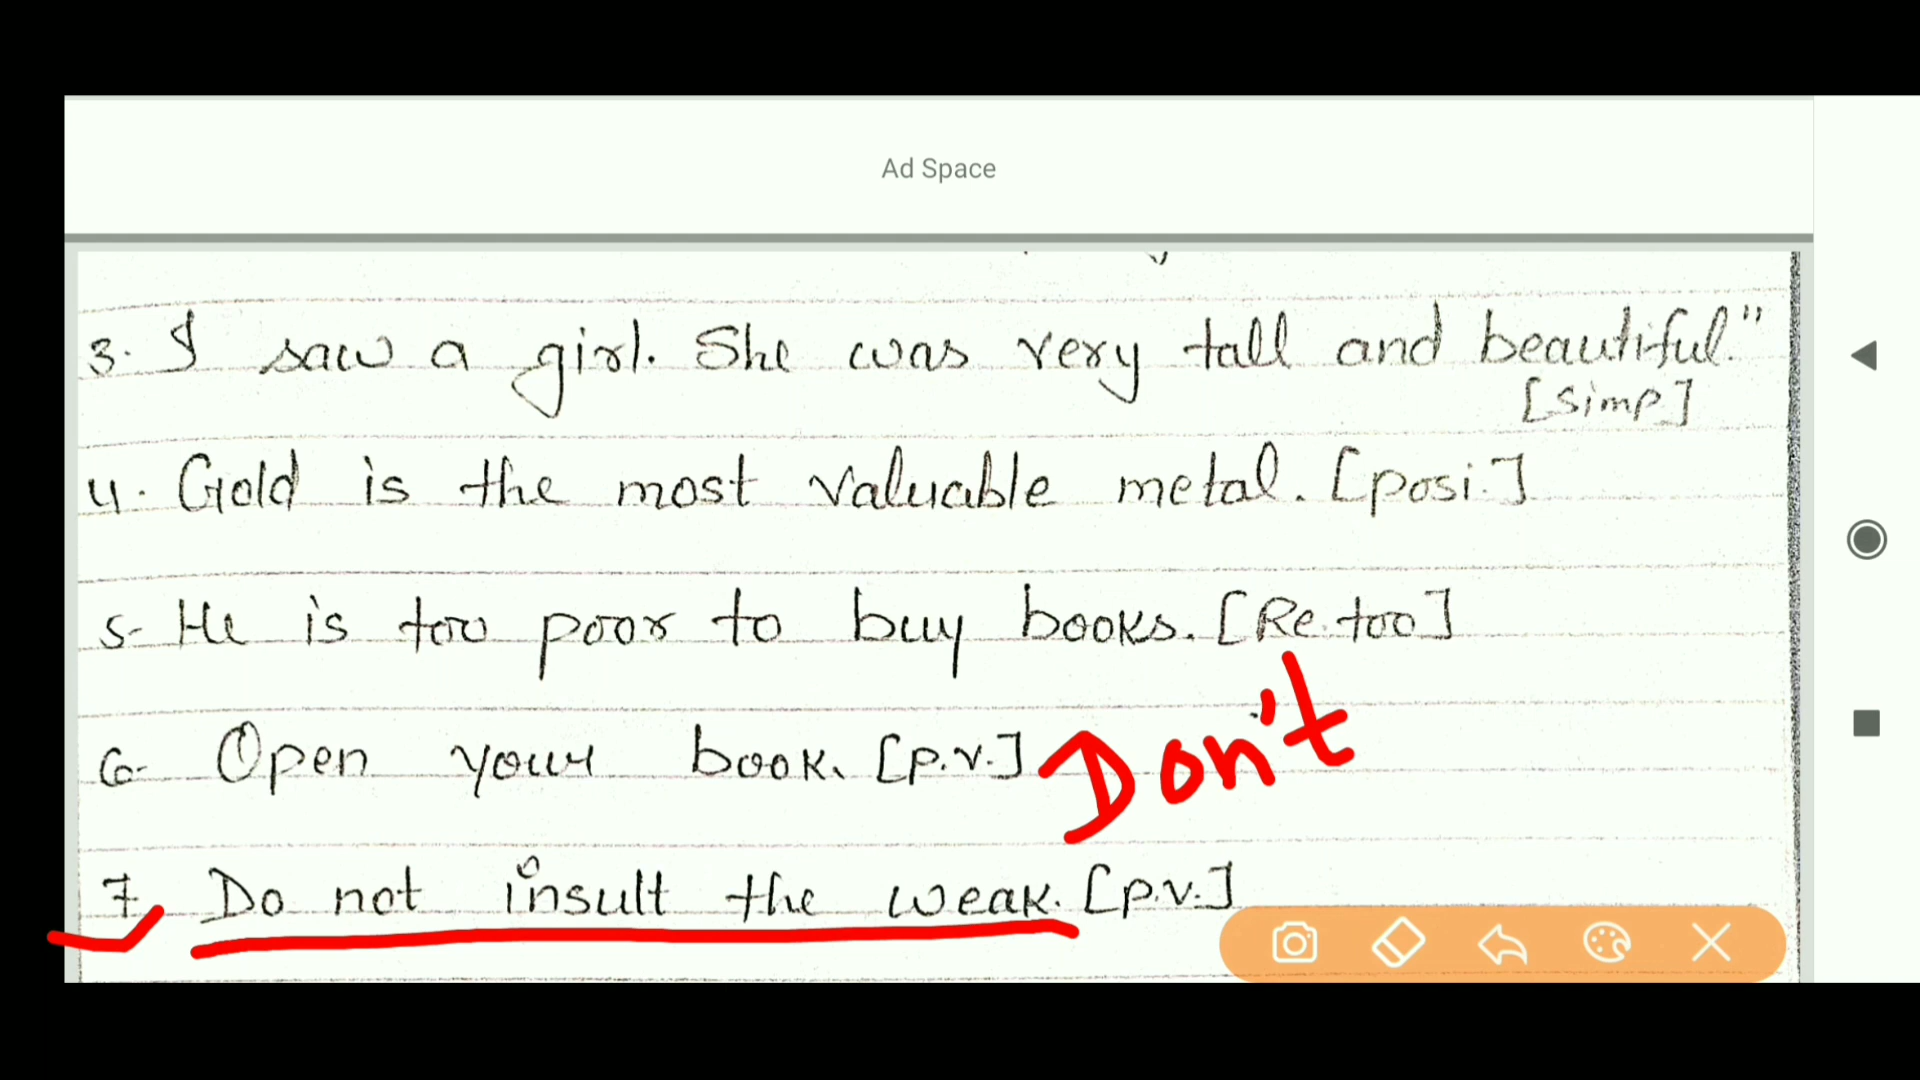 Ad Space
3. I saw a girl. She was very tall and beautiful."
[Simp]
4. Gold is the most valuable metal. [posi.]
5- He is too poor to buy books. [Re. too]
6- Open your book. [p.v.] Don't
7. Do not insult the weak. [p.v.]